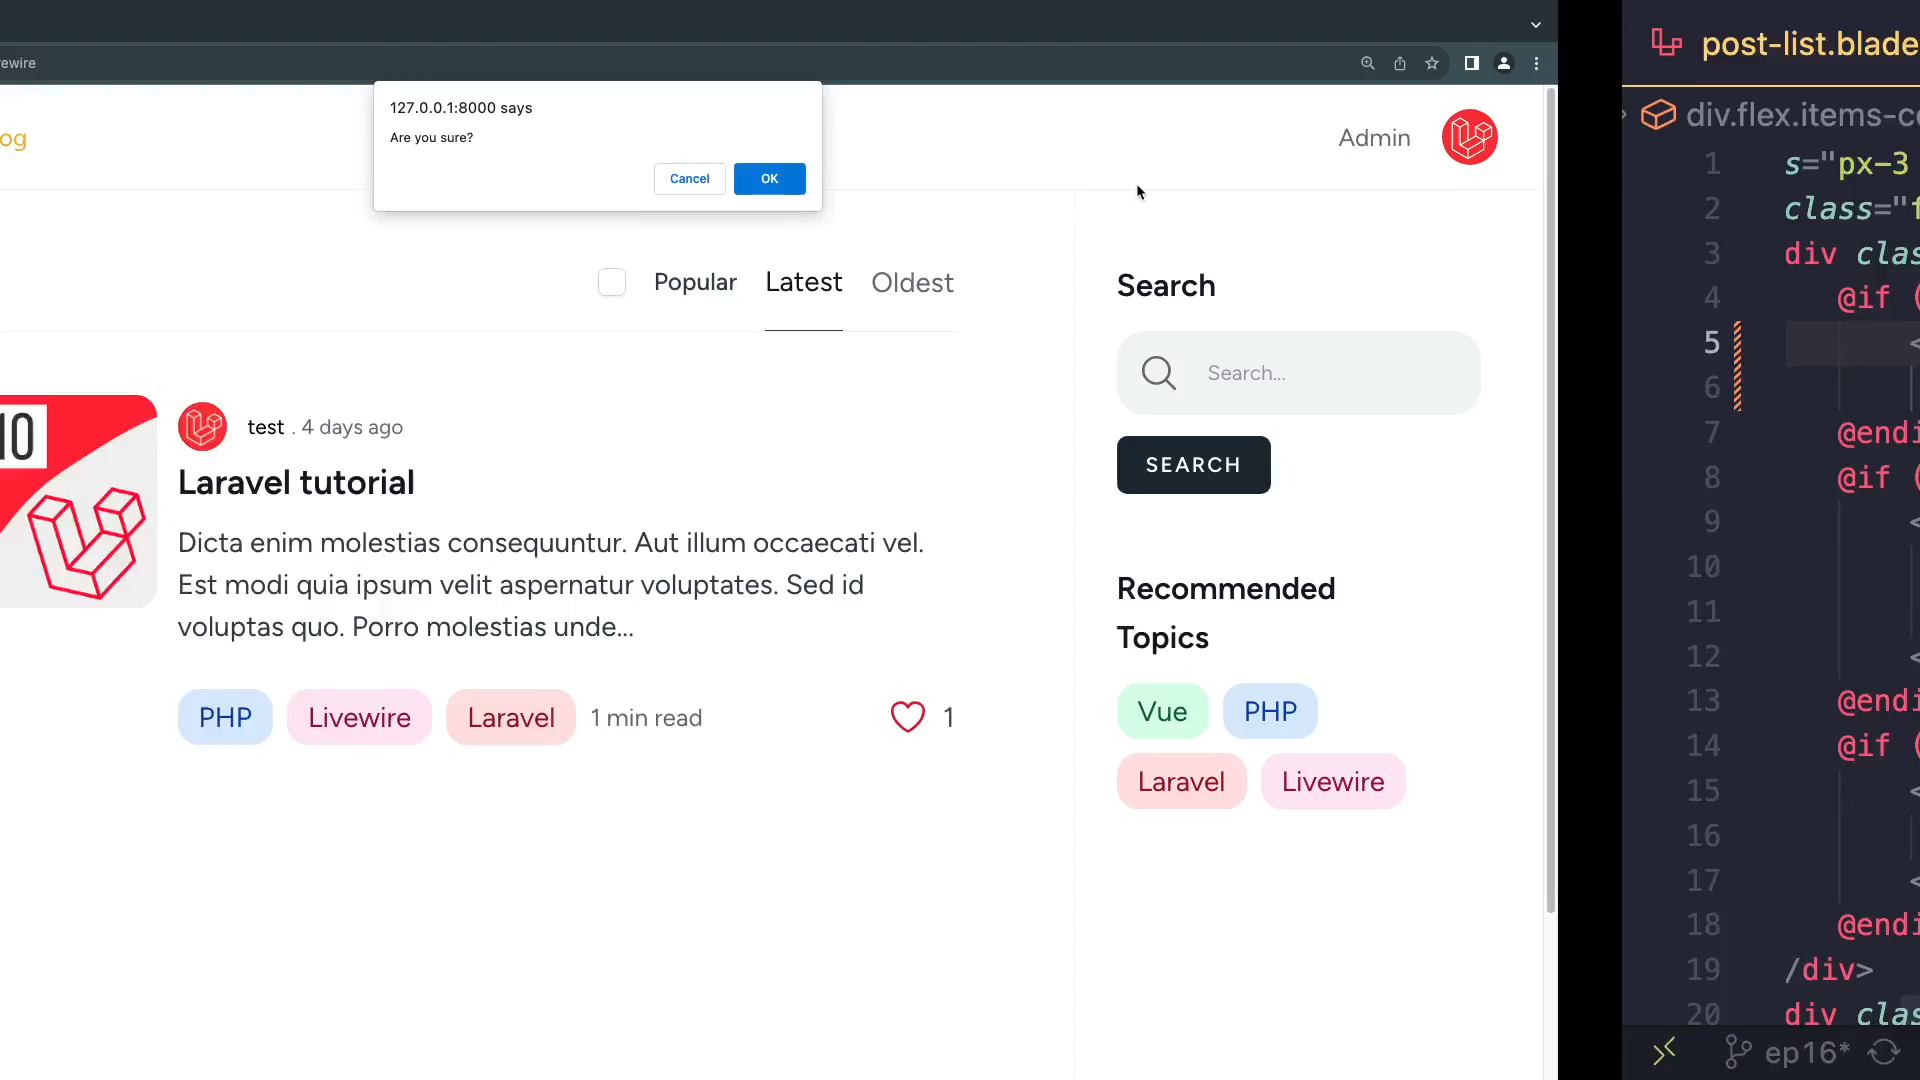 ewire
127.0.0.1:8000 says
Are you sure?
Cancel
OK
og
Admin
Popular
Latest
Oldest
10
test . 4 days ago
Laravel tutorial
Dicta enim molestias consequuntur. Aut illum occaecati vel.
Est modi quia ipsum velit aspernatur voluptates. Sed id
voluptas quo. Porro molestias unde...
PHP
Livewire
Laravel
1 min read
1
Search
Search...
SEARCH
Recommended
Topics
Vue
PHP
Laravel
Livewire
post-list.blade
div.flex.items-c
1 s="px-3
2 class="f
3 div clas
4 @if (
5 <
6
7 @endi
8 @if (
9 <
10
11
12 <
13 @endi
14 @if (
15 <
16
17 <
18 @endi
19 /div>
20 div clas
ep16*